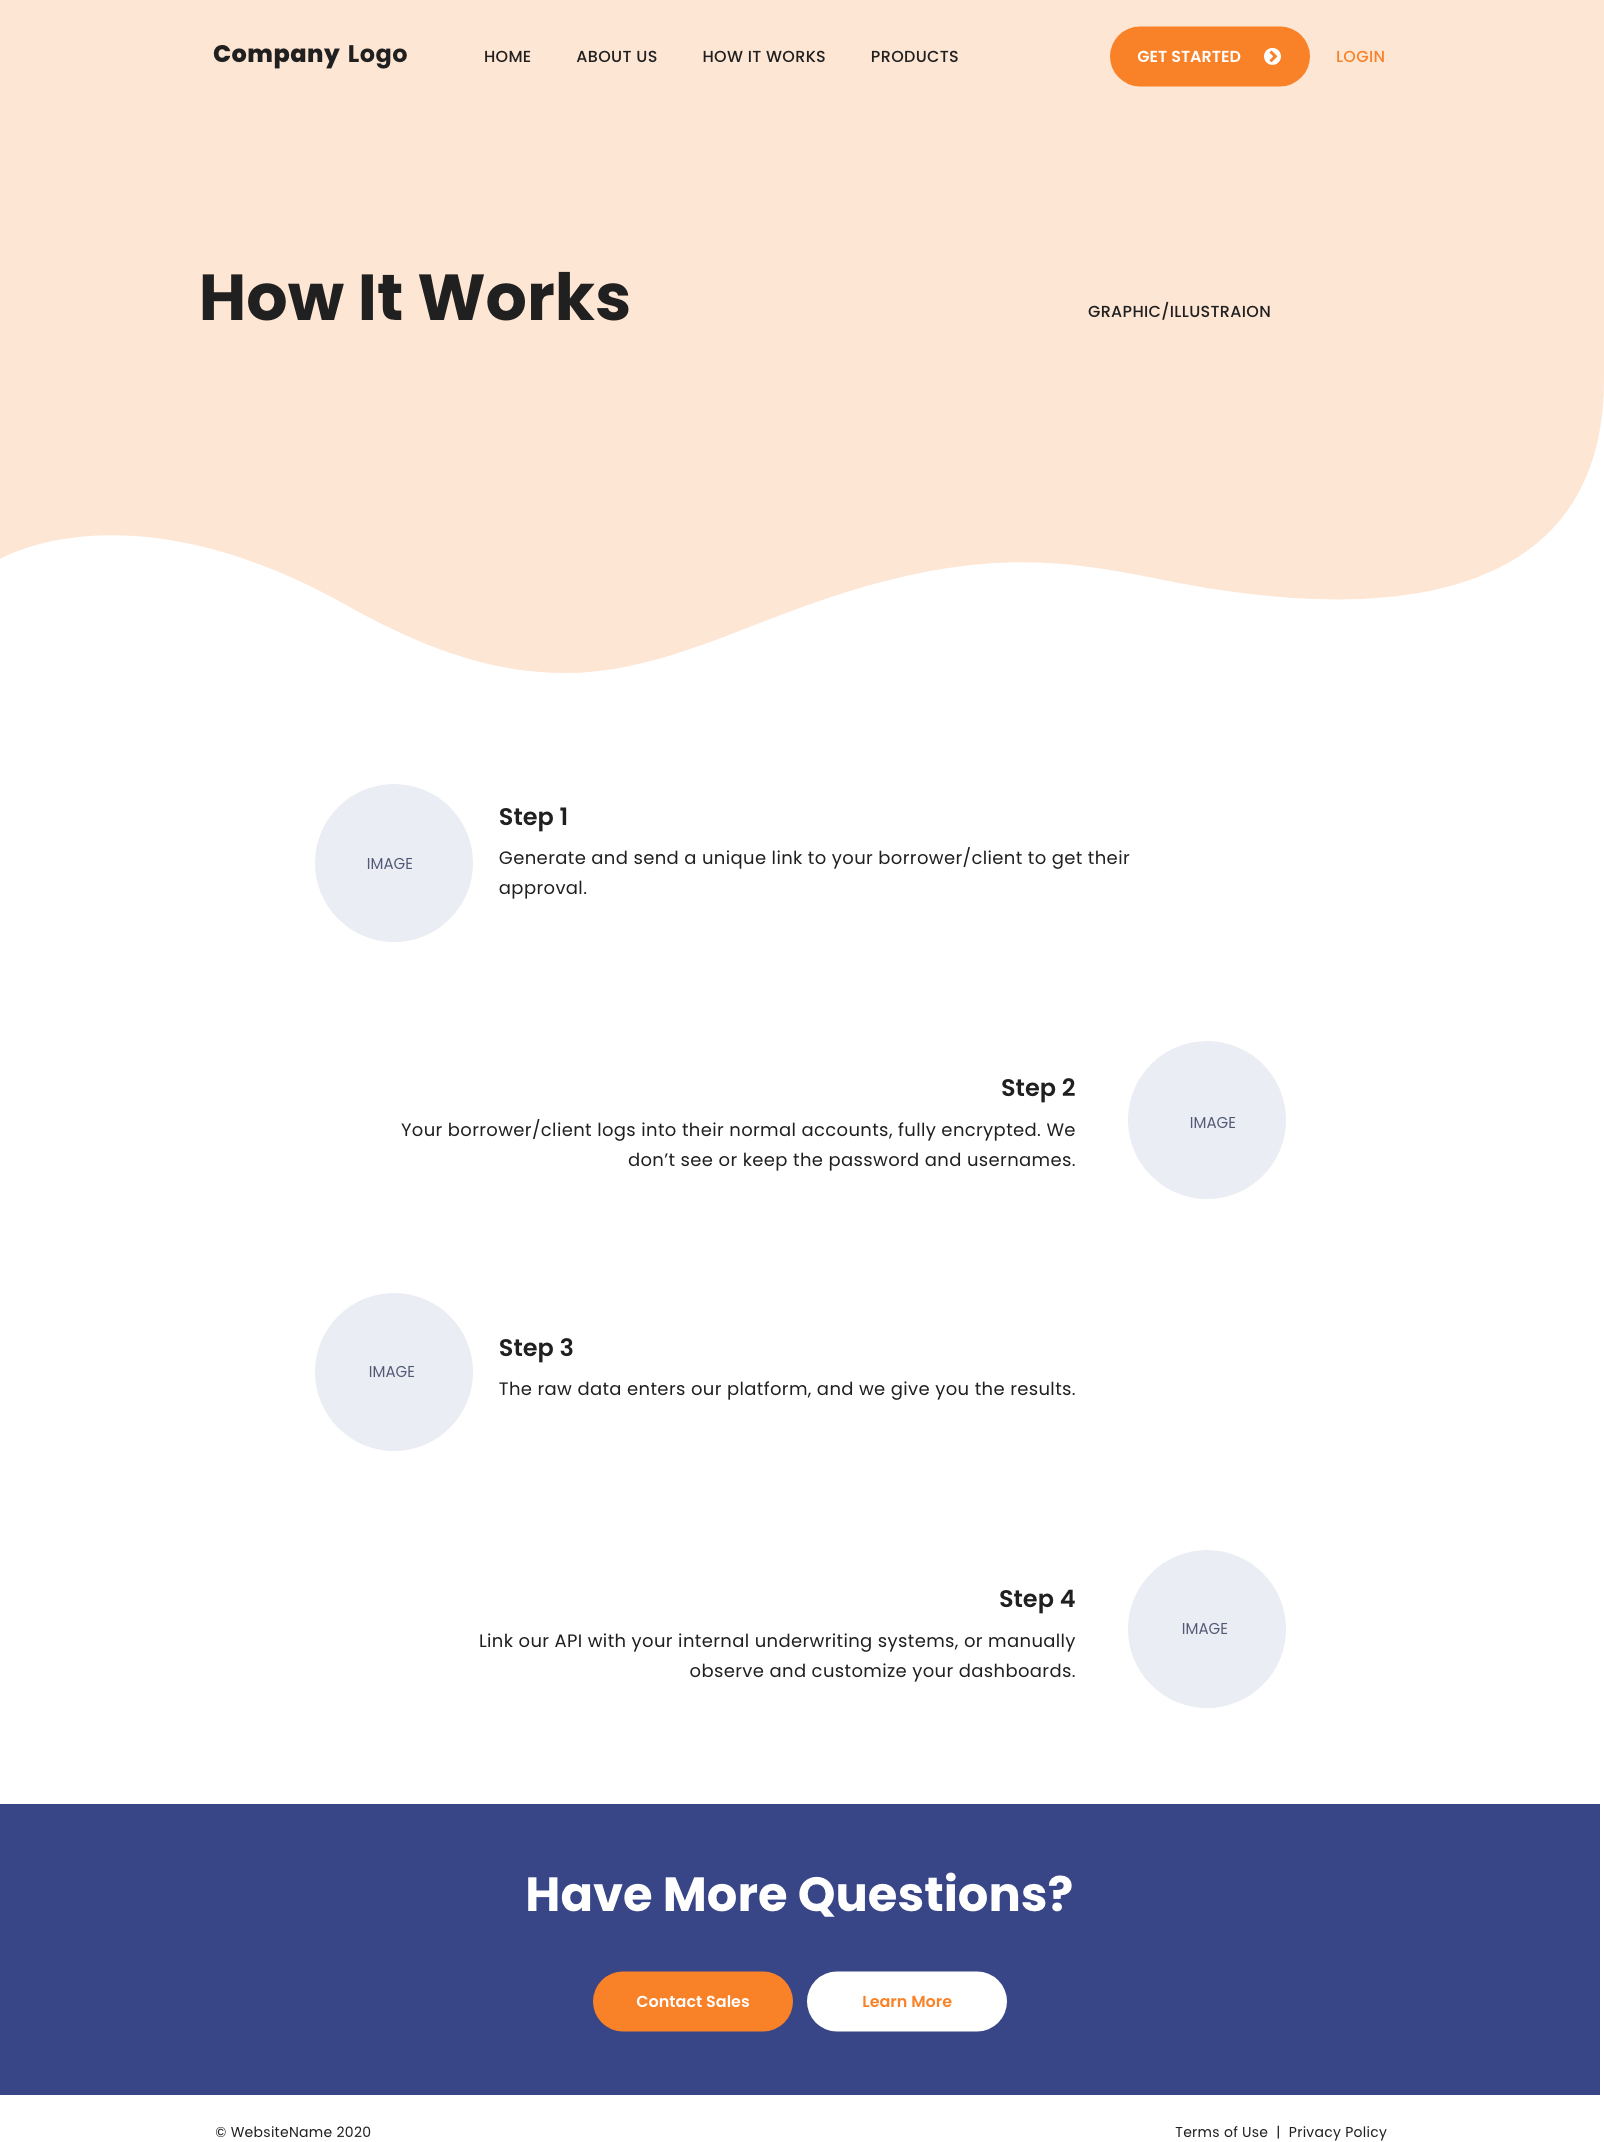 Company Logo
HOME
ABOUT US
HOW IT WORKS
PRODUCTS
GET STARTED
LOGIN
How It Works
GRAPHIC/ILLUSTRAION
IMAGE
Step 1
Generate and send a unique link to your borrower/client to get their
approval.
Step 2
Your borrower/client logs into their normal accounts, fully encrypted. We
don’t see or keep the password and usernames.
IMAGE
IMAGE
Step 3
The raw data enters our platform, and we give you the results.
Step 4
Link our API with your internal underwriting systems, or manually
observe and customize your dashboards.
IMAGE
Have More Questions?
Contact Sales
Learn More
© WebsiteName 2020
Terms of Use | Privacy Policy